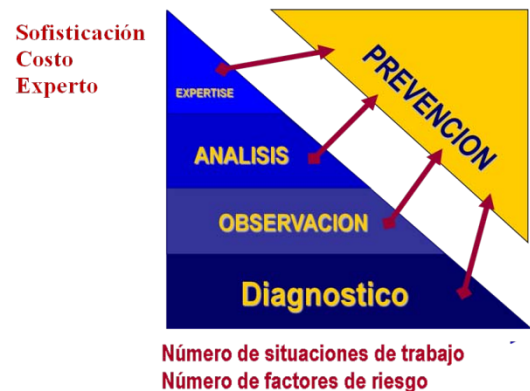 Sofisticación
Costo
Experto
EXPERTISE
PREVENCION
ANALISIS
OBSERVACION
Diagnostico
Número de situaciones de trabajo
Número de factores de riesgo